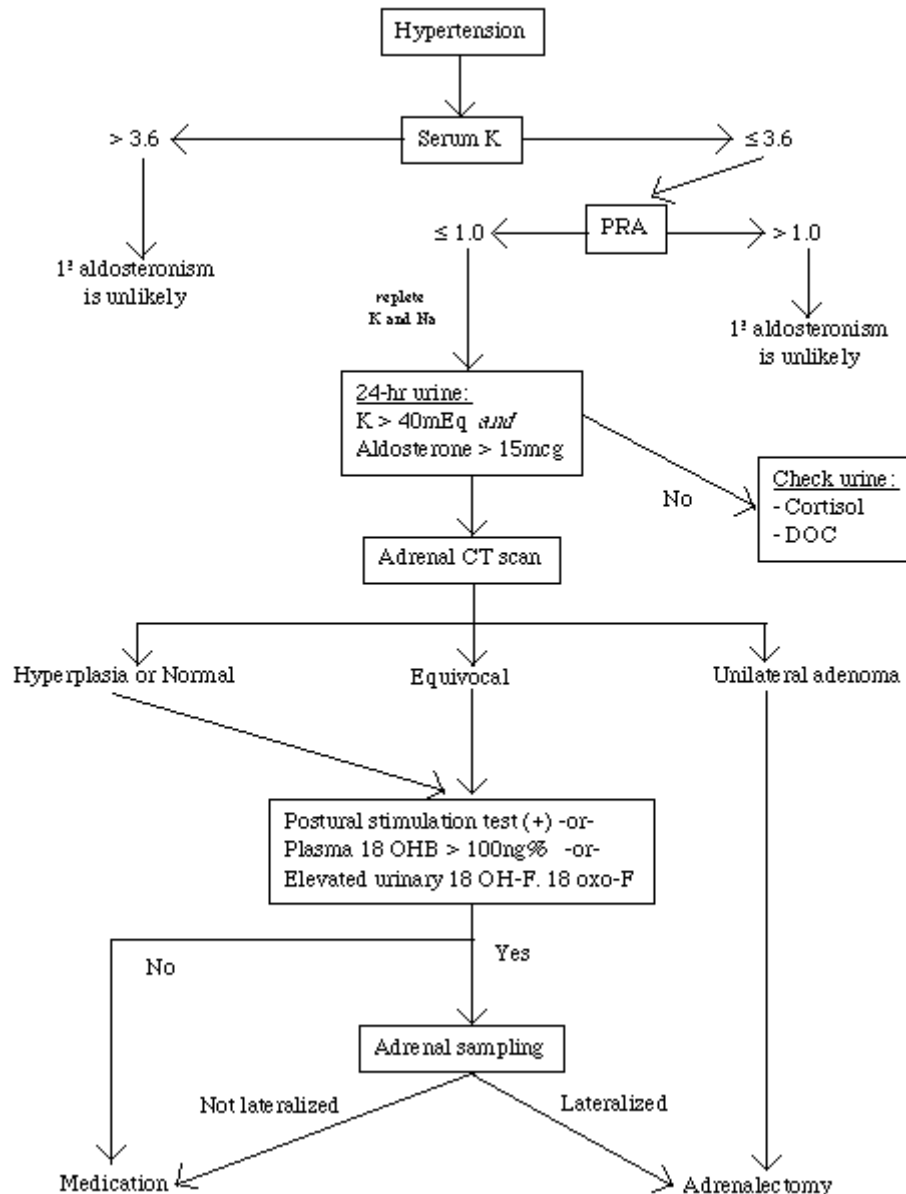 Hypertension
> 3.6
Serum K
≤ 3.6
≤ 1.0
PRA
> 1.0
1ª aldosteronism
is unlikely
replete
K and Na
1ª aldosteronism
is unlikely
24-hr urine:
K > 40mEq and
Aldosterone > 15mcg
No
Check urine:
- Cortisol
- DOC
Adrenal CT scan
Hyperplasia or Normal
Equivocal
Unilateral adenoma
Postural stimulation test (+) -or-
Plasma 18 OHB > 100ng% -or-
Elevated urinary 18 OH-F. 18 oxo-F
No
Yes
Adrenal sampling
Not lateralized
Lateralized
Medication
Adrenalectomy